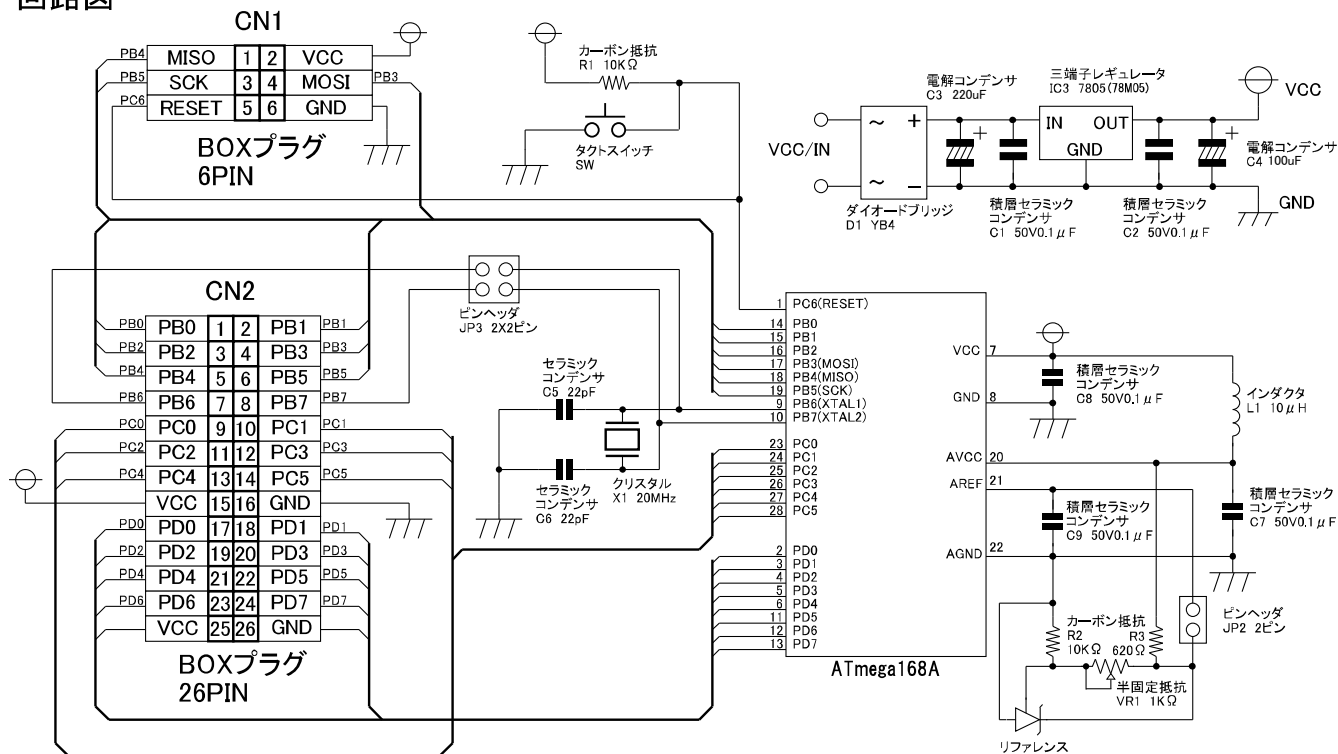 回路図
CN1
PB4 MISO 1 2 VCC
PB5 SCK 3 4 MOSI PB3
PC6 RESET 5 6 GND
BOXプラグ
6PIN
カーボン抵抗
R1 10KΩ
タクトスイッチ
SW
VCC/IN
~ +
~ −
ダイオードブリッジ
D1 YB4
電解コンデンサ
C3 220uF
+
三端子レギュレータ
IC3 7805(78M05)
IN OUT
GND
積層セラミック
コンデンサ
C1 50V0.1μF
積層セラミック
コンデンサ
C2 50V0.1μF
+
電解コンデンサ
C4 100uF
VCC
GND
CN2
PB0 PB0 1 2 PB1 PB1
PB2 PB2 3 4 PB3 PB3
PB4 PB4 5 6 PB5 PB5
PB6 PB6 7 8 PB7 PB7
PC0 PC0 9 10 PC1 PC1
PC2 PC2 11 12 PC3 PC3
PC4 PC4 13 14 PC5 PC5
VCC 15 16 GND
PD0 PD0 17 18 PD1 PD1
PD2 PD2 19 20 PD3 PD3
PD4 PD4 21 22 PD5 PD5
PD6 PD6 23 24 PD7 PD7
VCC 25 26 GND
BOXプラグ
26PIN
ピンヘッダ
JP3 2X2ピン
セラミック
コンデンサ
C5 22pF
セラミック
コンデンサ
C6 22pF
クリスタル
X1 20MHz
1 PC6(RESET)
14 PB0
15 PB1
16 PB2
17 PB3(MOSI)
18 PB4(MISO)
19 PB5(SCK)
9 PB6(XTAL1)
10 PB7(XTAL2)
23 PC0
24 PC1
25 PC2
26 PC3
27 PC4
28 PC5
2 PD0
3 PD1
4 PD2
5 PD3
6 PD4
11 PD5
12 PD6
13 PD7
VCC 7
GND 8
AVCC 20
AREF 21
AGND 22
ATmega168A
積層セラミック
コンデンサ
C8 50V0.1μF
インダクタ
L1 10μH
積層セラミック
コンデンサ
C9 50V0.1μF
積層セラミック
コンデンサ
C7 50V0.1μF
カーボン抵抗
R2 R3
10KΩ 620Ω
ピンヘッダ
JP2 2ピン
半固定抵抗
VR1 1KΩ
リファレンス